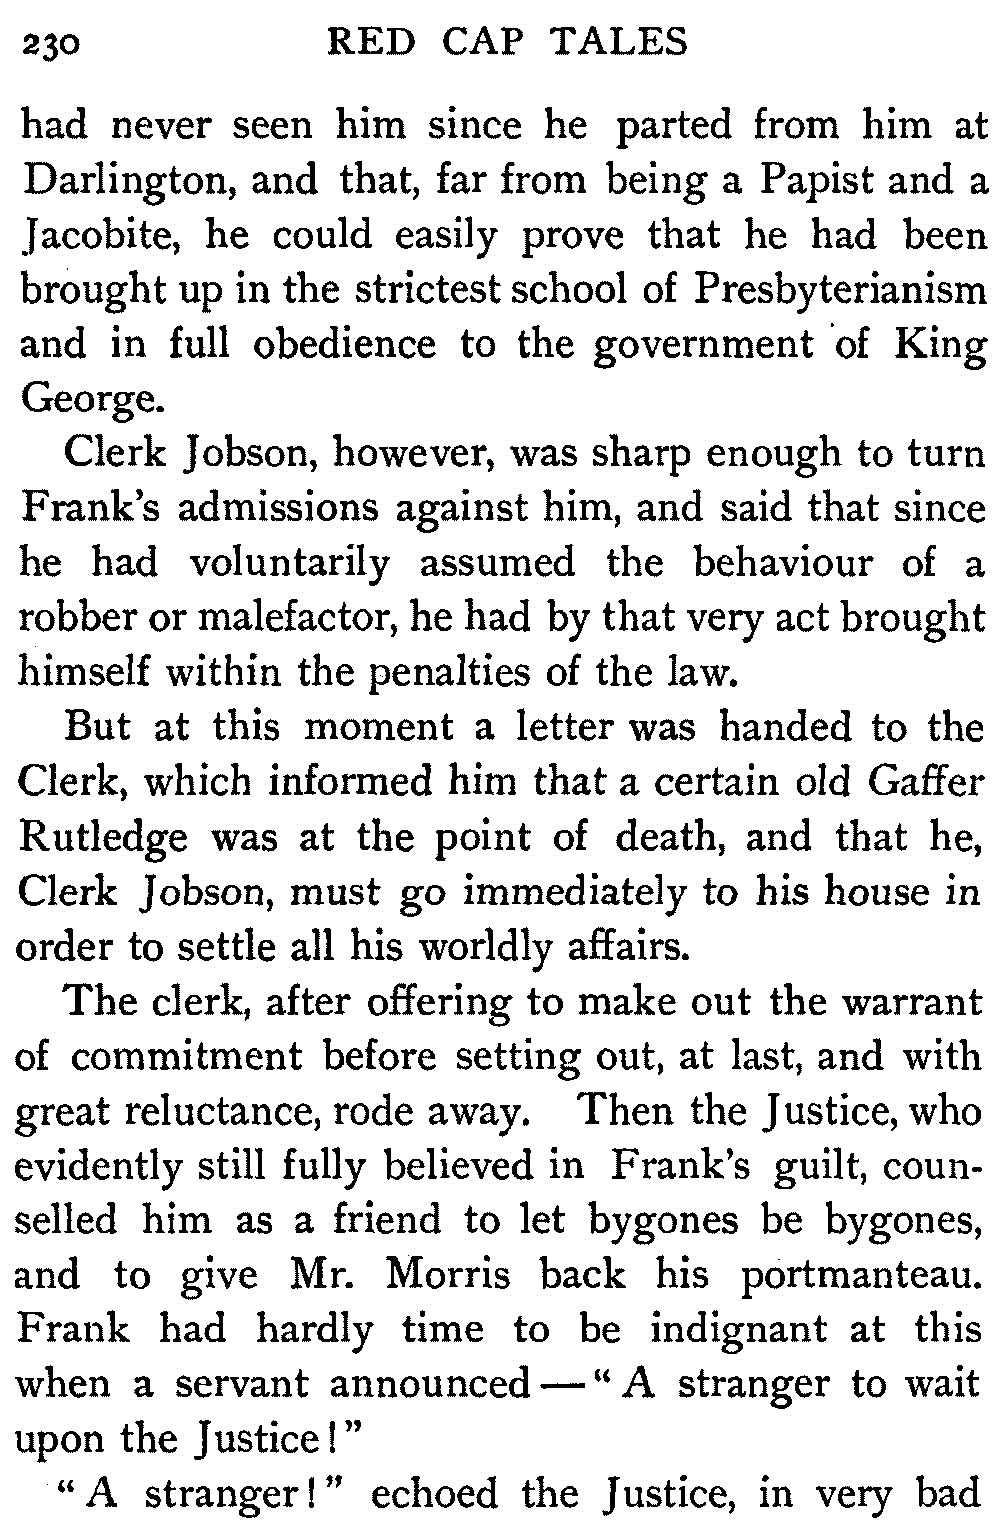 230 RED CAP TALES
had never seen him since he parted from him at
Darlington, and that, far from being a Papist and a
Jacobite, he could easily prove that he had been
brought up in the strictest school of Presbyterianism
and in full obedience to the government of King
George.
Clerk Jobson, however, was sharp enough to turn
Frank's admissions against him, and said that since
he had voluntarily assumed the behaviour of a
robber or malefactor, he had by that very act brought
himself within the penalties of the law.
But at this moment a letter was handed to the
Clerk, which informed him that a certain old Gaffer
Rutledge was at the point of death, and that he,
Clerk Jobson, must go immediately to his house in
order to settle all his worldly affairs.
The clerk, after offering to make out the warrant
of commitment before setting out, at last, and with
great reluctance, rode away. Then the Justice, who
evidently still fully believed in Frank's guilt, coun-
selled him as a friend to let bygones be bygones,
and to give Mr. Morris back his portmanteau.
Frank had hardly time to be indignant at this
when a servant announced — "A stranger to wait
upon the Justice!"
"A stranger!" echoed the Justice, in very bad